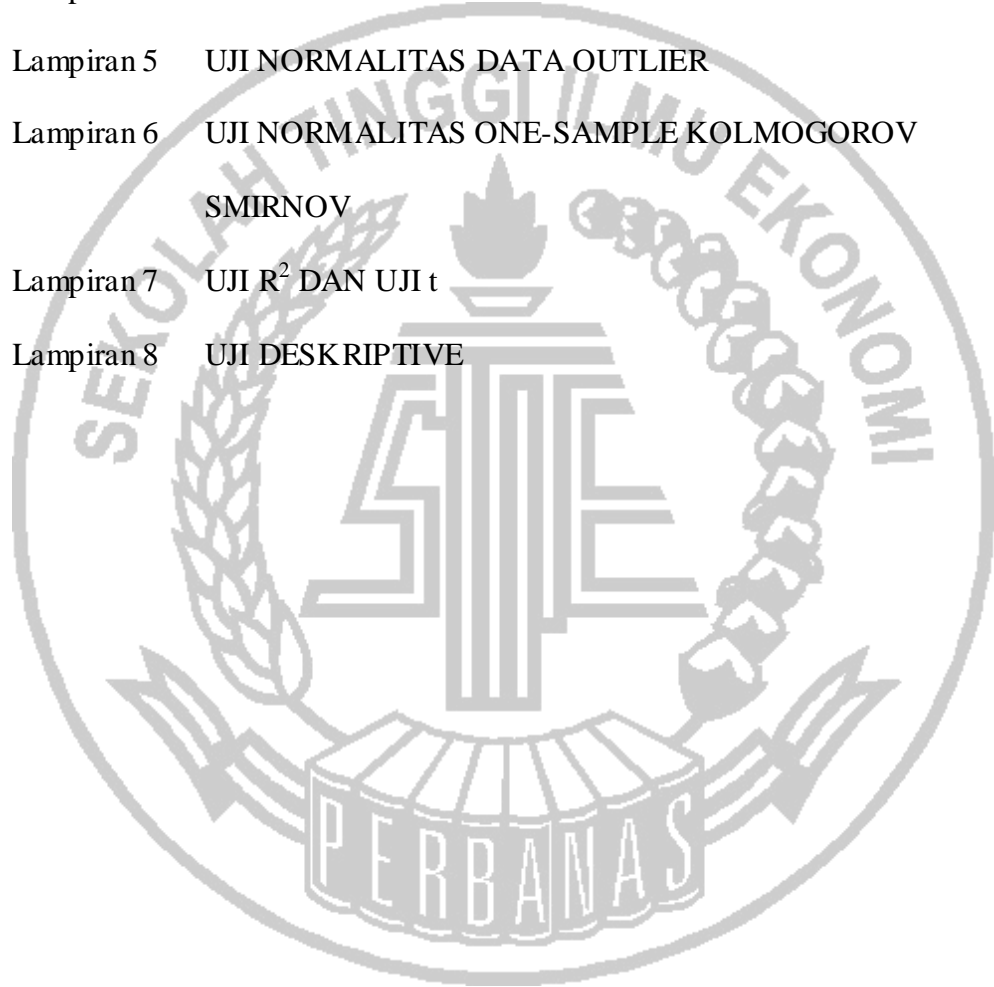 Lampiran 5 UJI NORMALITAS DATA OUTLIER
Lampiran 6 UJI NORMALITAS ONE-SAMPLE KOLMOGOROV
SMIRNOV
Lampiran 7 UJI R² DAN UJI t
Lampiran 8 UJI DESKRIPTIVE
SEKOLAH TINGGI ILMU EKONOMI
STIE
PERBANAS